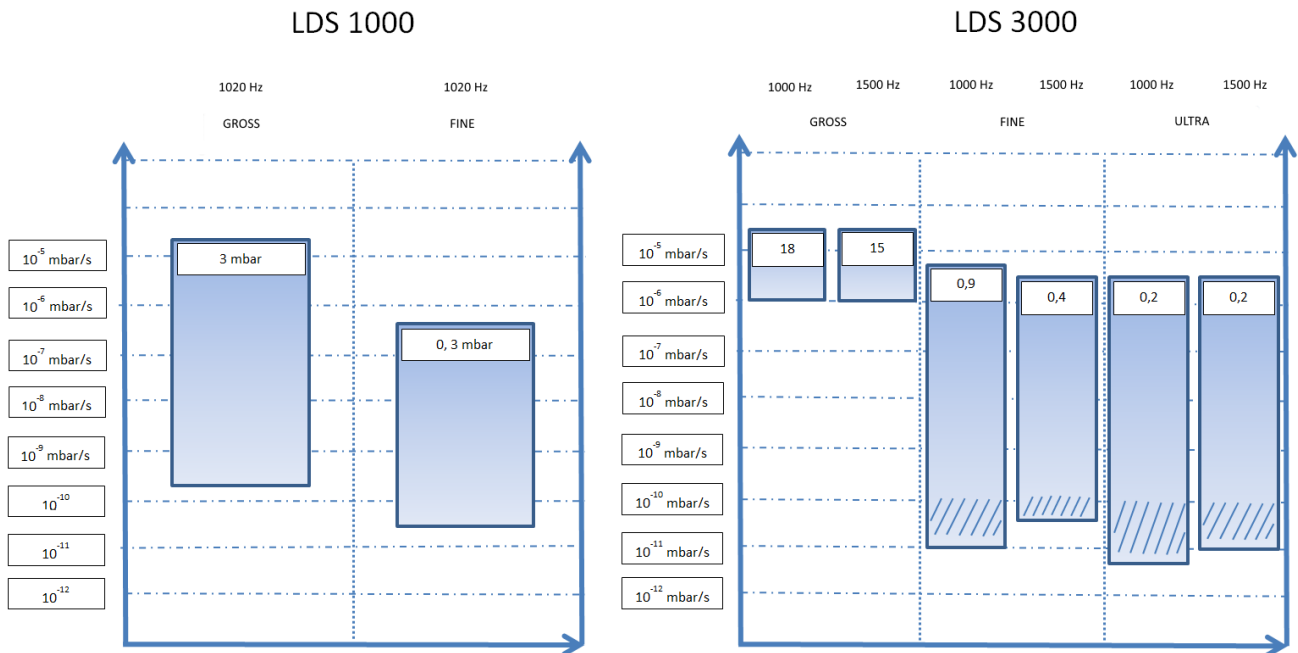 LDS 1000
1020 Hz
1020 Hz
GROSS
FINE
10⁻⁵ mbar/s
10⁻⁶ mbar/s
10⁻⁷ mbar/s
10⁻⁸ mbar/s
10⁻⁹ mbar/s
10⁻¹⁰
10⁻¹¹
10⁻¹²
3 mbar
0, 3 mbar
LDS 3000
1000 Hz
1500 Hz
1000 Hz
1500 Hz
1000 Hz
1500 Hz
GROSS
FINE
ULTRA
10⁻⁵ mbar/s
10⁻⁶ mbar/s
10⁻⁷ mbar/s
10⁻⁸ mbar/s
10⁻⁹ mbar/s
10⁻¹⁰ mbar/s
10⁻¹¹ mbar/s
10⁻¹² mbar/s
18
15
0,9
0,4
0,2
0,2